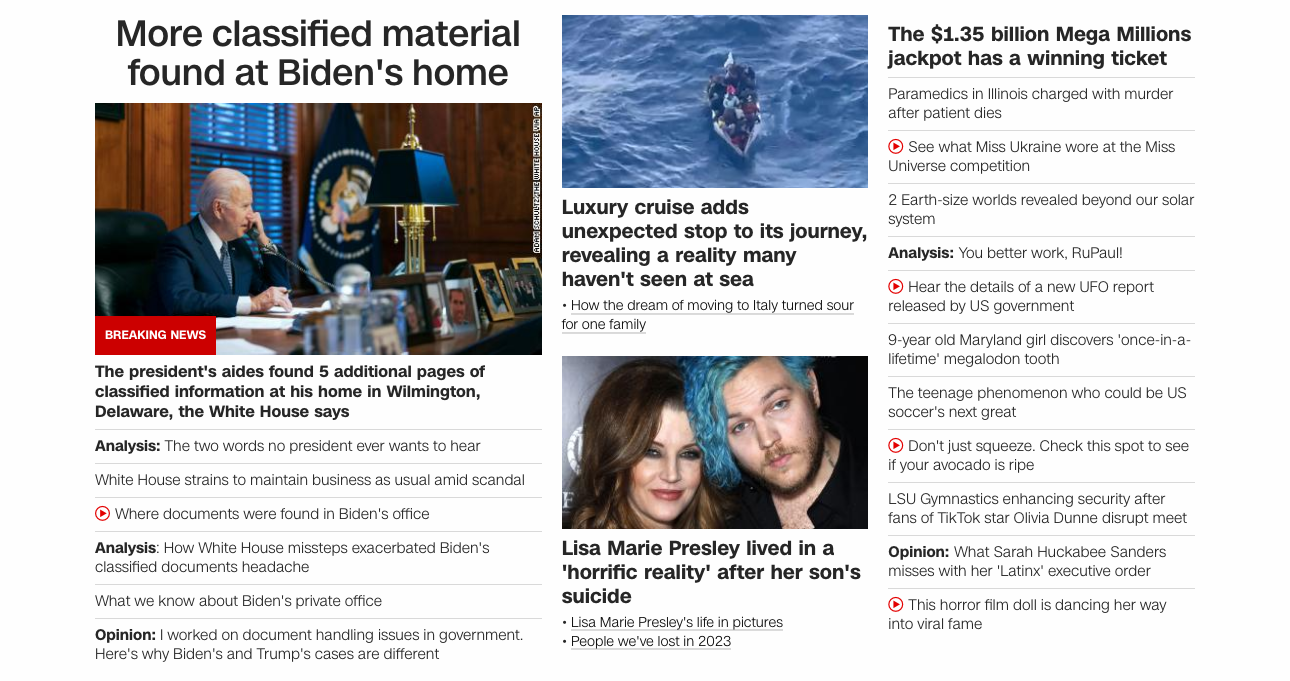 More classified material
found at Biden's home
ADAM SCHULTZ/THE WHITE HOUSE VIA AP
BREAKING NEWS
The president's aides found 5 additional pages of
classified information at his home in Wilmington,
Delaware, the White House says
Analysis: The two words no president ever wants to hear
White House strains to maintain business as usual amid scandal
Where documents were found in Biden's office
Analysis: How White House missteps exacerbated Biden's
classified documents headache
What we know about Biden's private office
Opinion: I worked on document handling issues in government.
Here's why Biden's and Trump's cases are different
Luxury cruise adds
unexpected stop to its journey,
revealing a reality many
haven't seen at sea
• How the dream of moving to Italy turned sour
for one family
Lisa Marie Presley lived in a
'horrific reality' after her son's
suicide
• Lisa Marie Presley's life in pictures
• People we've lost in 2023
The $1.35 billion Mega Millions
jackpot has a winning ticket
Paramedics in Illinois charged with murder
after patient dies
See what Miss Ukraine wore at the Miss
Universe competition
2 Earth-size worlds revealed beyond our solar
system
Analysis: You better work, RuPaul!
Hear the details of a new UFO report
released by US government
9-year old Maryland girl discovers 'once-in-a-
lifetime' megalodon tooth
The teenage phenomenon who could be US
soccer's next great
Don't just squeeze. Check this spot to see
if your avocado is ripe
LSU Gymnastics enhancing security after
fans of TikTok star Olivia Dunne disrupt meet
Opinion: What Sarah Huckabee Sanders
misses with her 'Latinx' executive order
This horror film doll is dancing her way
into viral fame